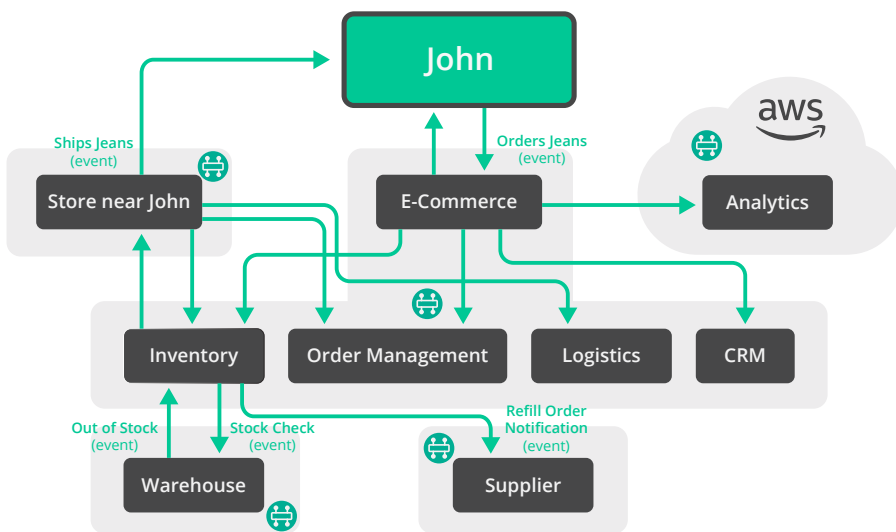 John
aws
Ships Jeans
(event)
Orders Jeans
(event)
Store near John
E-Commerce
Analytics
Inventory
Order Management
Logistics
CRM
Out of Stock
(event)
Stock Check
(event)
Refill Order
Notification
(event)
Warehouse
Supplier